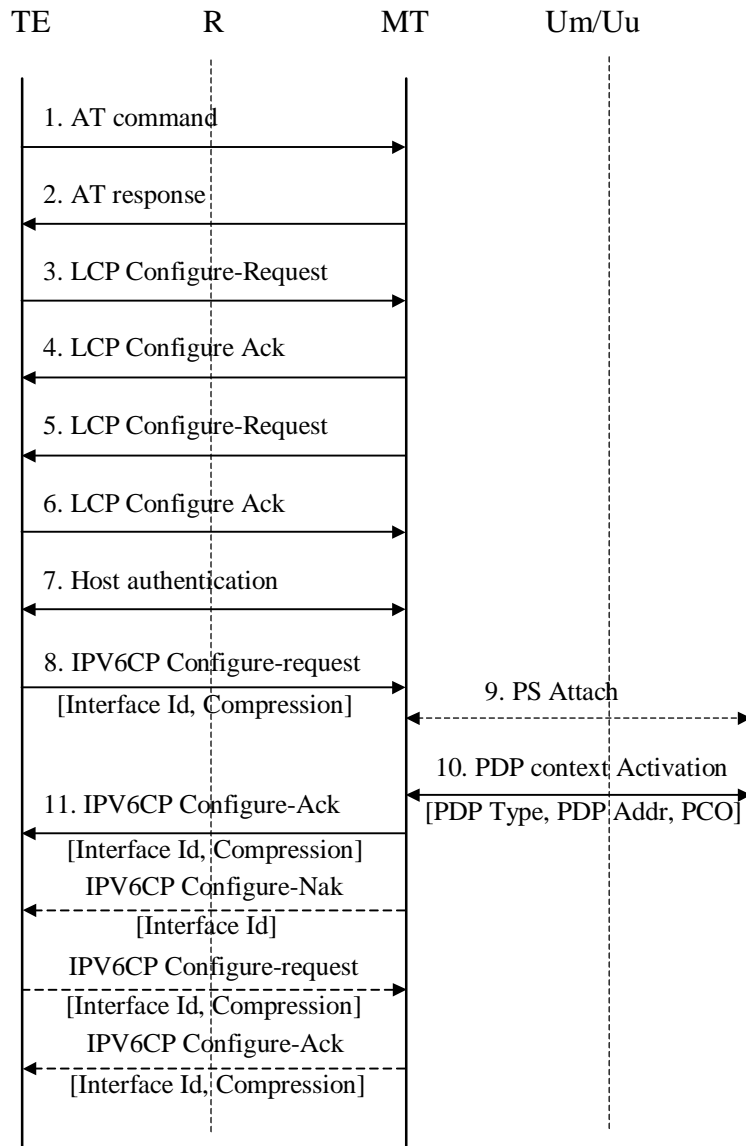 TE R MT Um/Uu
1. AT command
2. AT response
3. LCP Configure-Request
4. LCP Configure Ack
5. LCP Configure-Request
6. LCP Configure Ack
7. Host authentication
8. IPV6CP Configure-request
[Interface Id, Compression]
9. PS Attach
10. PDP context Activation
[PDP Type, PDP Addr, PCO]
11. IPV6CP Configure-Ack
[Interface Id, Compression]
IPV6CP Configure-Nak
[Interface Id]
IPV6CP Configure-request
[Interface Id, Compression]
IPV6CP Configure-Ack
[Interface Id, Compression]